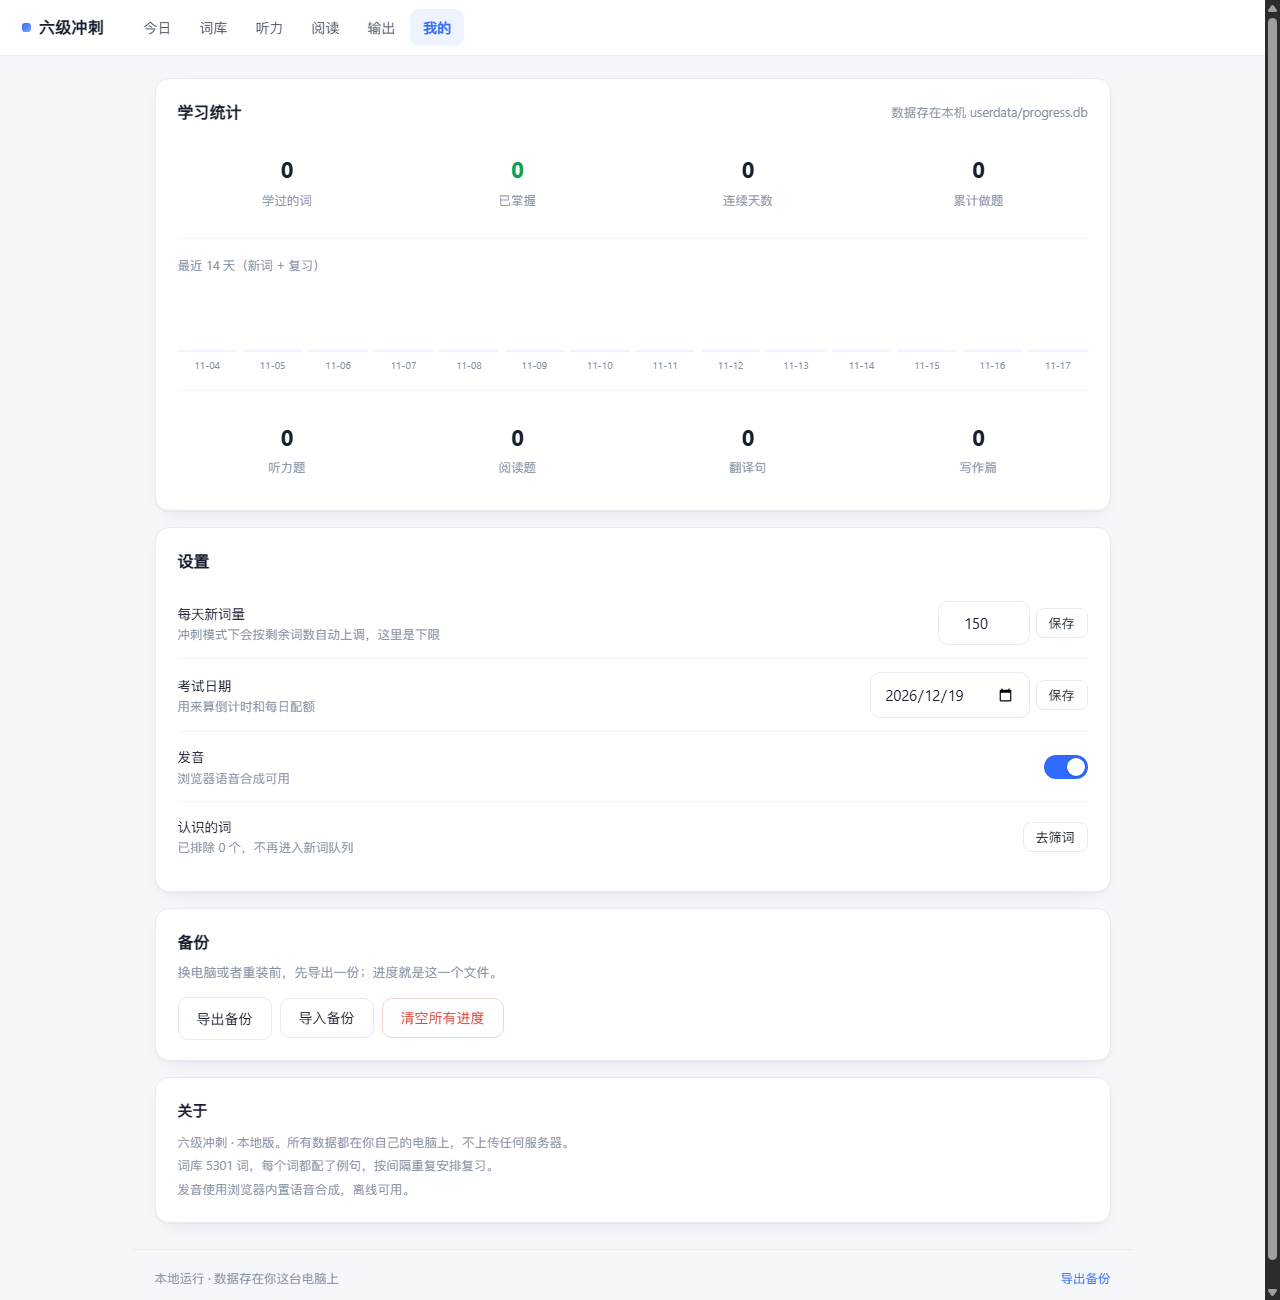 六级冲刺 今日 词库 听力 阅读 输出 我的
学习统计 数据存在本机 userdata/progress.db
0 0 0 0
学过的词 已掌握 连续天数 累计做题
最近 14 天（新词 + 复习）
11-04 11-05 11-06 11-07 11-08 11-09 11-10 11-11 11-12 11-13 11-14 11-15 11-16 11-17
0 0 0 0
听力题 阅读题 翻译句 写作篇
设置
每天新词量
冲刺模式下会按剩余词数自动上调，这里是下限
150 保存
考试日期
用来算倒计时和每日配额
2026/12/19 保存
发音
浏览器语音合成可用
认识的词
已排除 0 个，不再进入新词队列
去筛词
备份
换电脑或者重装前，先导出一份；进度就是这一个文件。
导出备份 导入备份 清空所有进度
关于
六级冲刺 · 本地版。所有数据都在你自己的电脑上，不上传任何服务器。
词库 5301 词，每个词都配了例句，按间隔重复安排复习。
发音使用浏览器内置语音合成，离线可用。
本地运行 · 数据存在你这台电脑上 导出备份